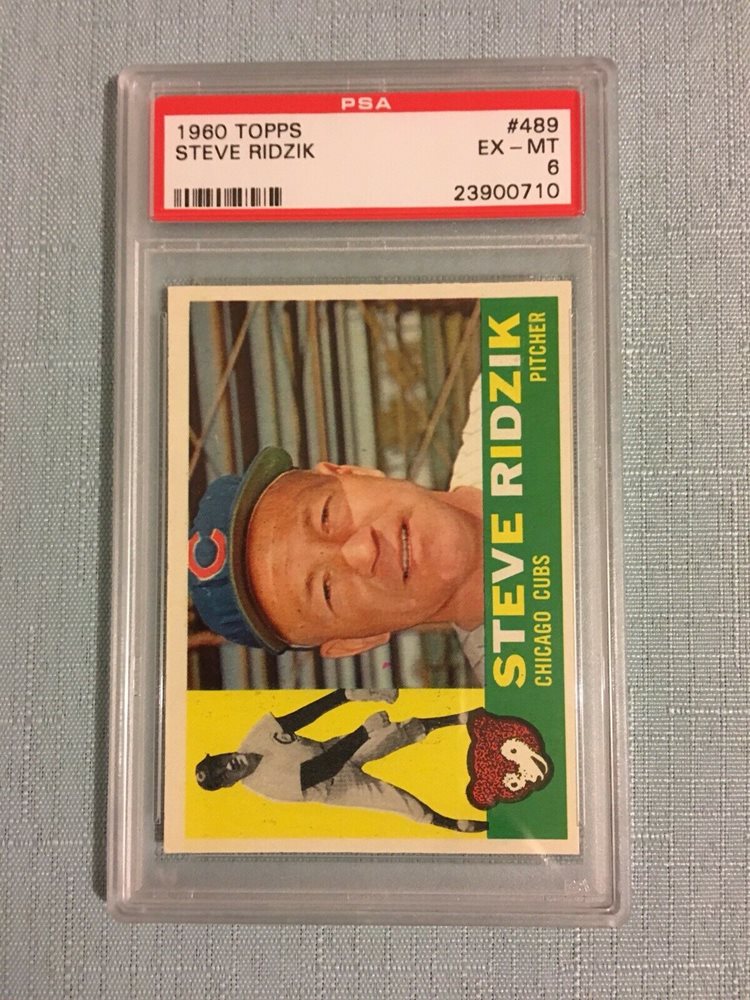 PSA
1960 TOPPS #489
STEVE RIDZIK EX - MT
6
23900710
C
STEVE RIDZIK
CHICAGO CUBS PITCHER
C